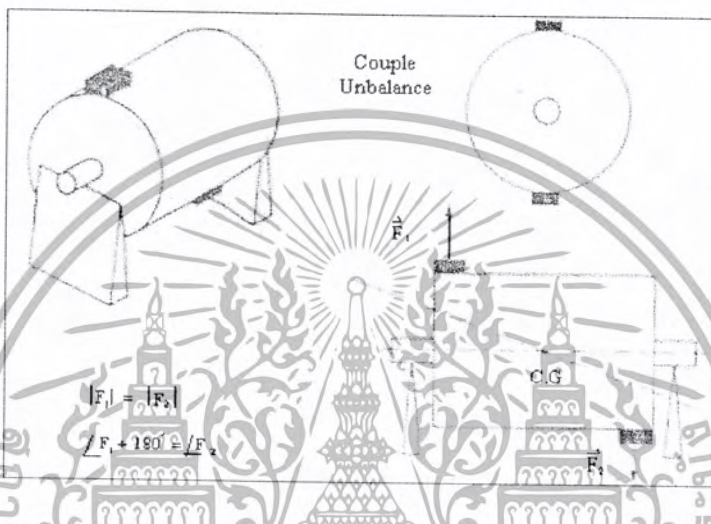 Couple
Unbalance
F₁
C.G
|F₁| = |F₂|
∠F₁ + 180° = ∠F₂
F₂